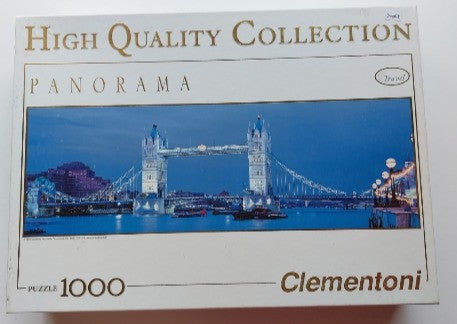 HIGH QUALITY COLLECTION
PANORAMA
Travel
PUZZLE 1000
Clementoni